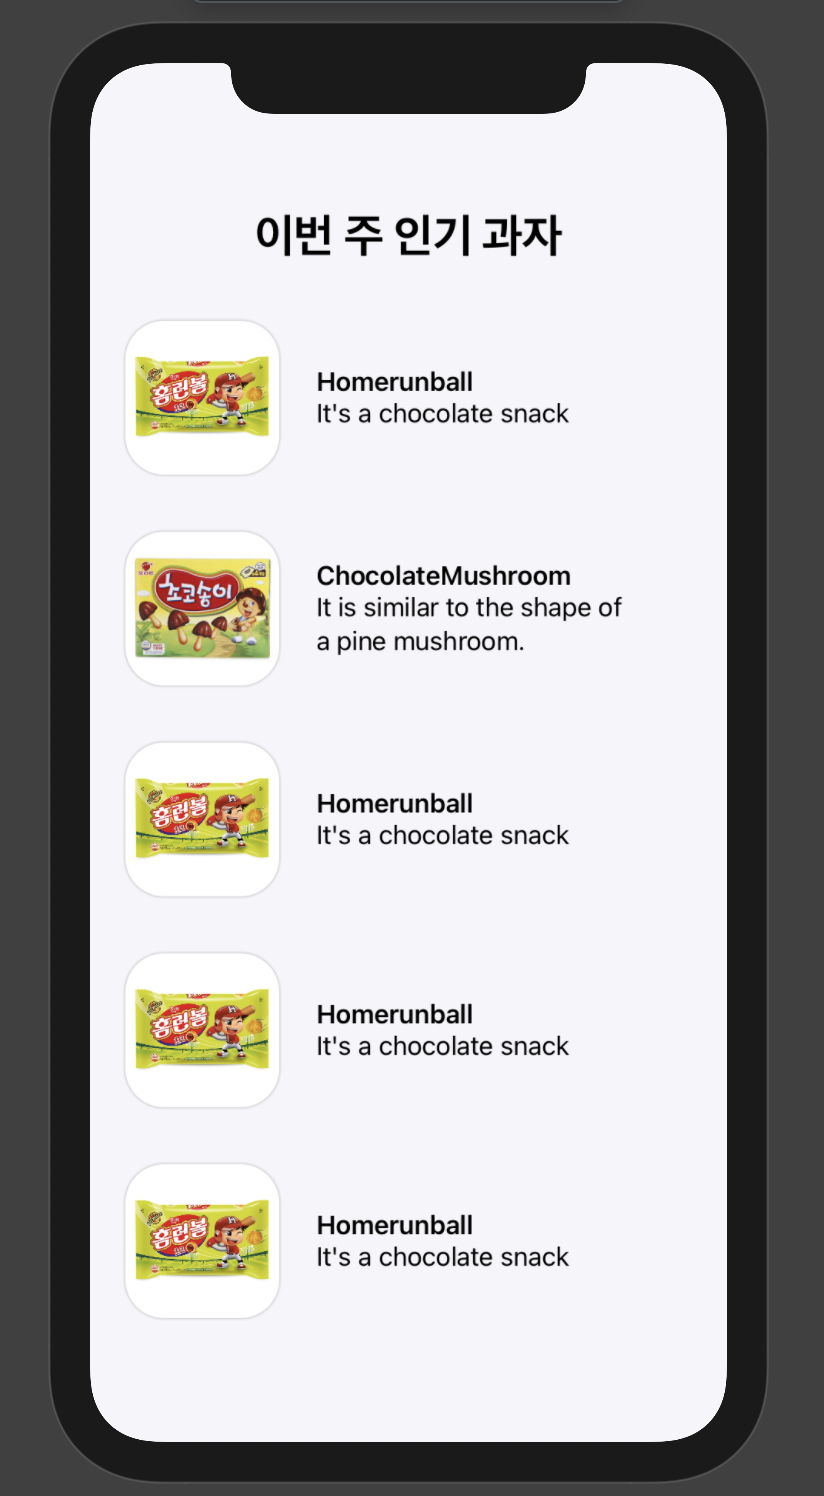 이번 주 인기 과자
홈런볼
Homerunball
It's a chocolate snack
초코송이
ChocolateMushroom
It is similar to the shape of
a pine mushroom.
홈런볼
Homerunball
It's a chocolate snack
홈런볼
Homerunball
It's a chocolate snack
홈런볼
Homerunball
It's a chocolate snack